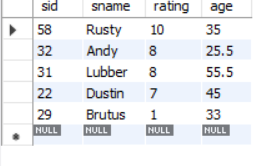 sid sname rating age
58 Rusty 10 35
32 Andy 8 25.5
31 Lubber 8 55.5
22 Dustin 7 45
29 Brutus 1 33
NULL NULL NULL NULL